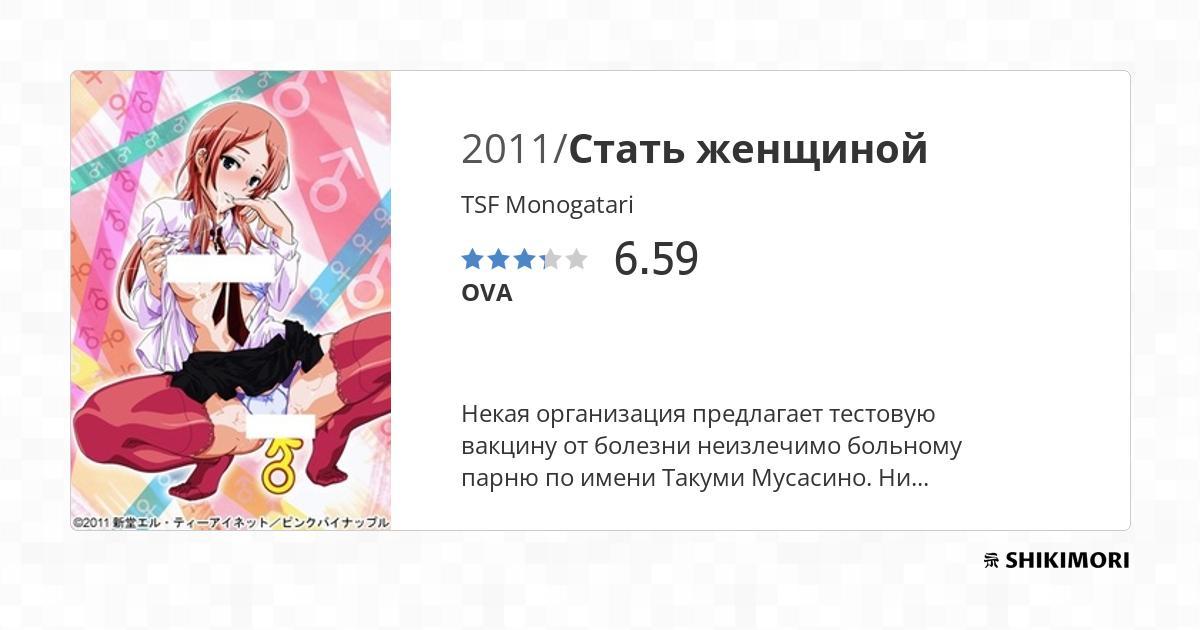 2011/Стать женщиной
TSF Monogatari
6.59
OVA
Некая организация предлагает тестовую
вакцину от болезни неизлечимо больному
парню по имени Такуми Мусасино. Ни...
©2011 新堂エル・ティーアイネット／ピンクパイナップル
SHIKIMORI